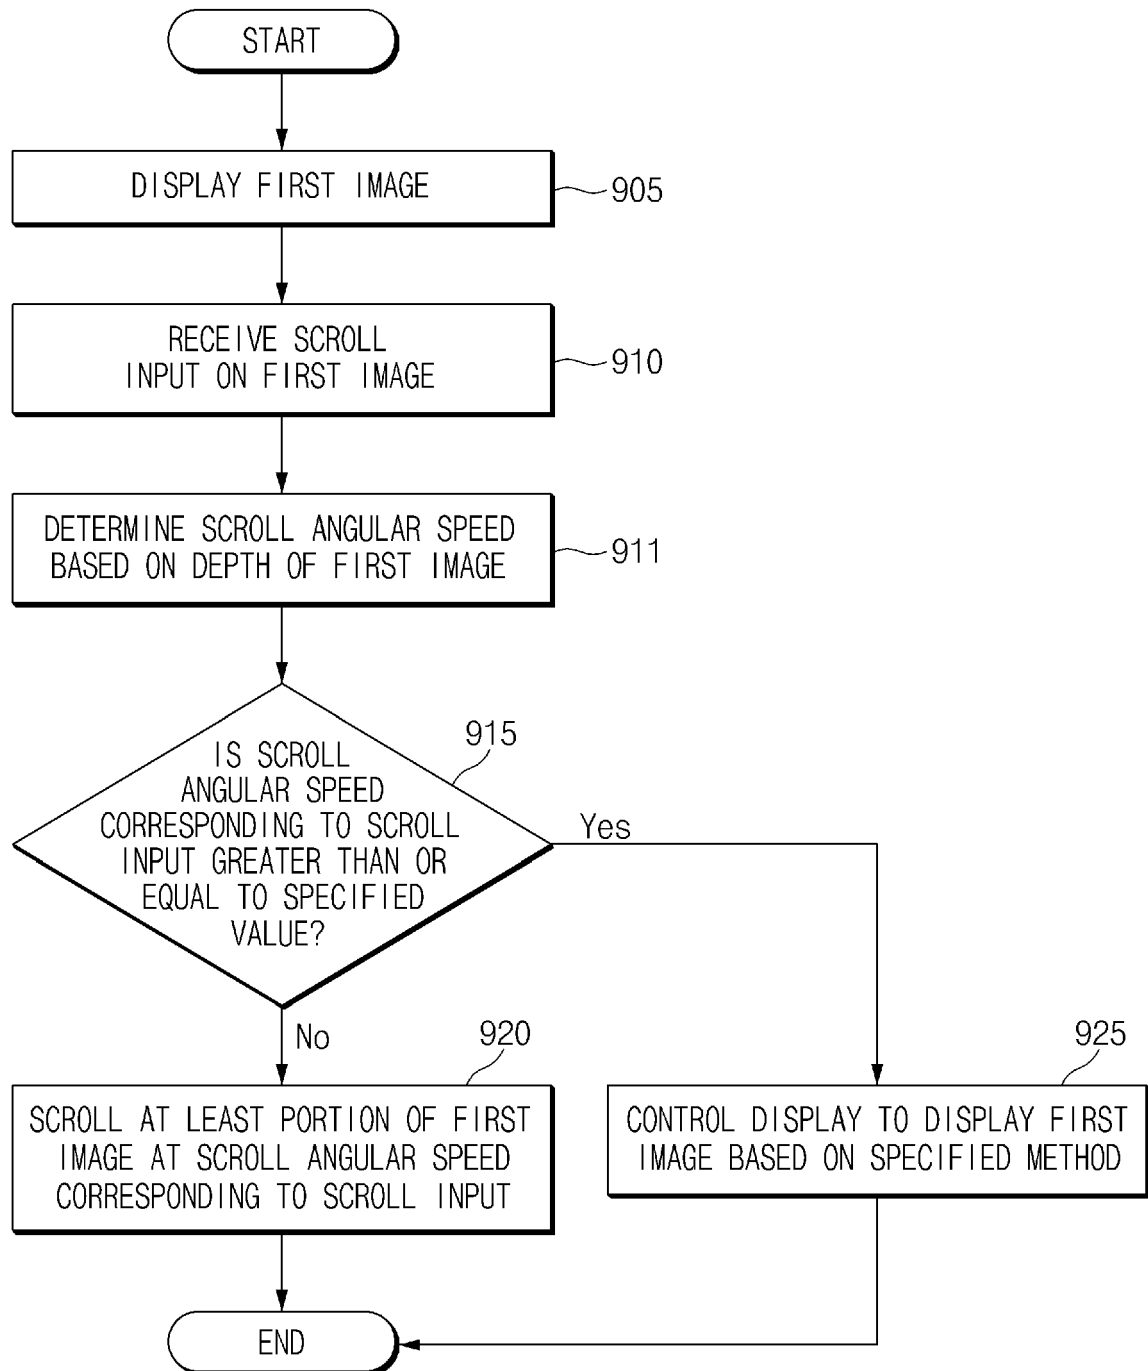 START
DISPLAY FIRST IMAGE
905
RECEIVE SCROLL
INPUT ON FIRST IMAGE
910
DETERMINE SCROLL ANGULAR SPEED
BASED ON DEPTH OF FIRST IMAGE
911
915
IS SCROLL
ANGULAR SPEED
CORRESPONDING TO SCROLL
INPUT GREATER THAN OR
EQUAL TO SPECIFIED
VALUE?
Yes
No
920
SCROLL AT LEAST PORTION OF FIRST
IMAGE AT SCROLL ANGULAR SPEED
CORRESPONDING TO SCROLL INPUT
925
CONTROL DISPLAY TO DISPLAY FIRST
IMAGE BASED ON SPECIFIED METHOD
END